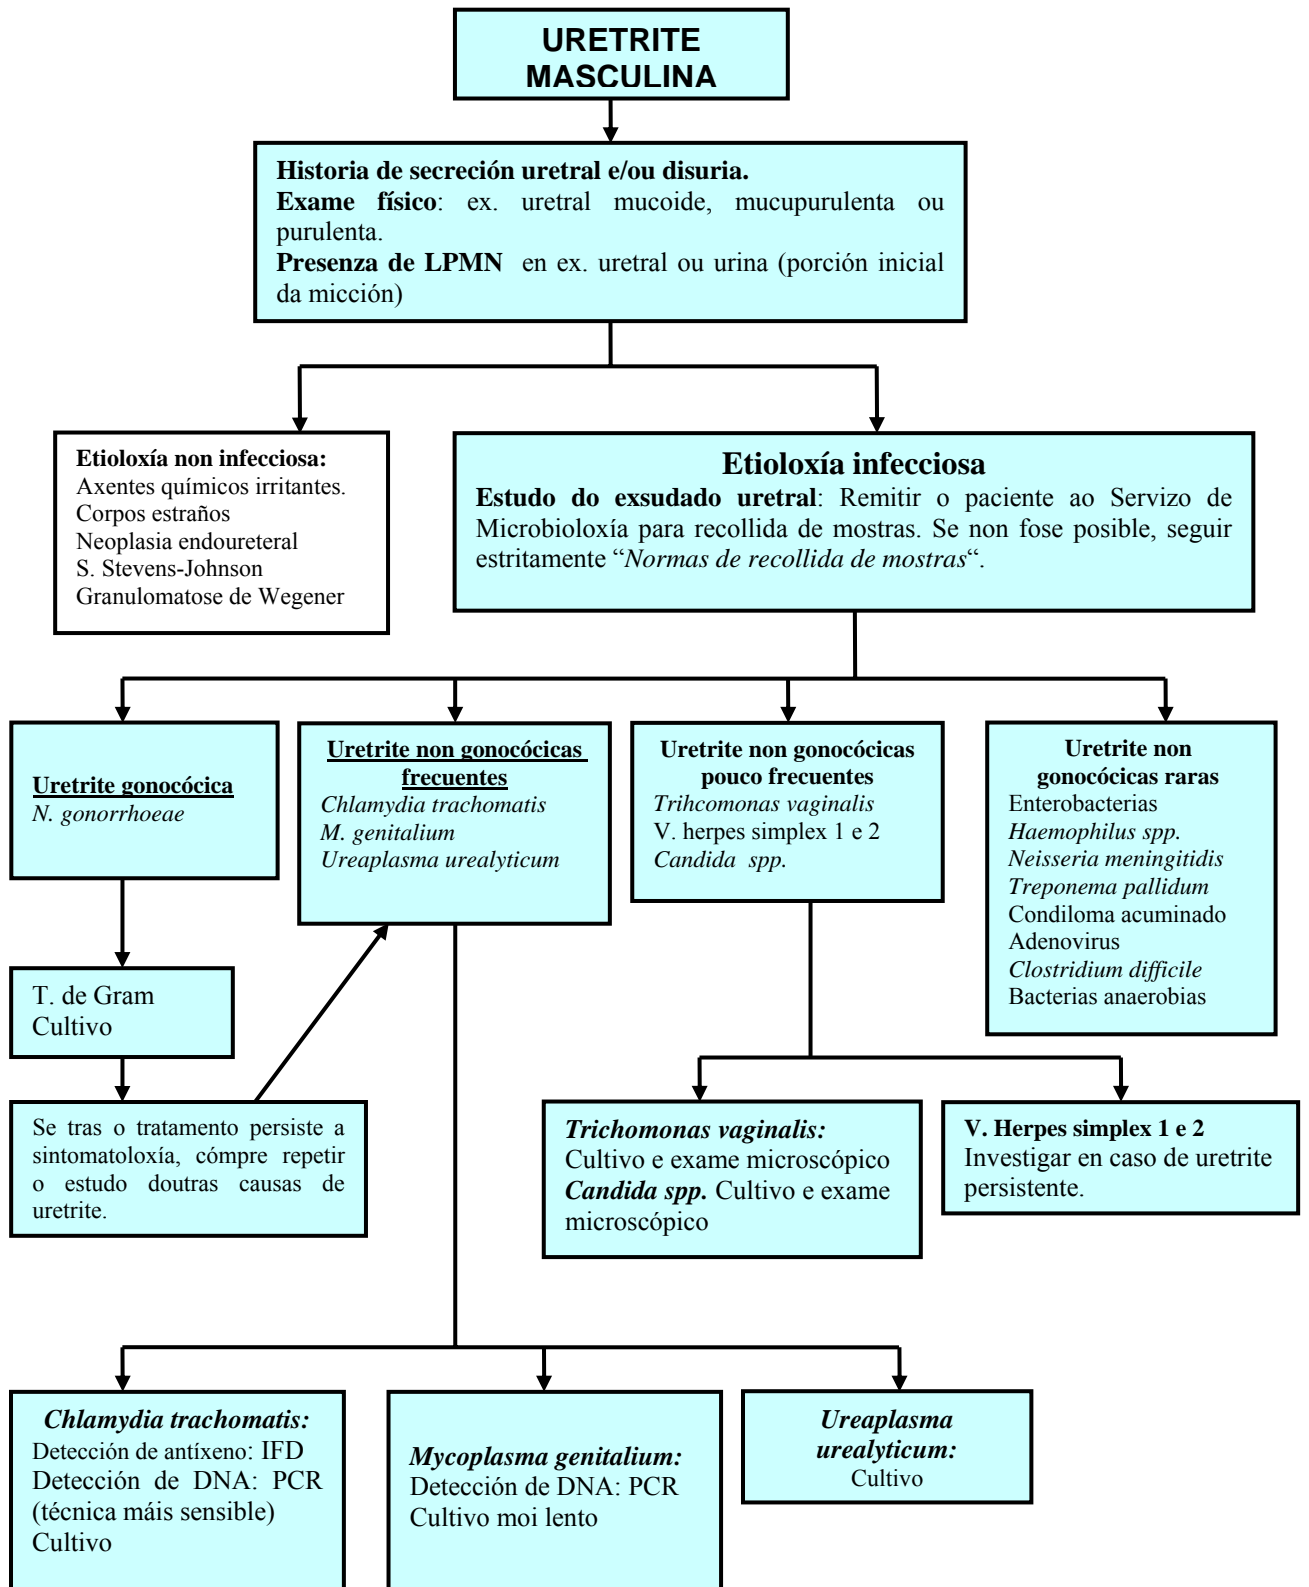 URETRITE
MASCULINA
Historia de secreción uretral e/ou disuria.
Exame físico: ex. uretral mucoide, mucupurulenta ou
purulenta.
Presenza de LPMN en ex. uretral ou urina (porción inicial
da micción)
Etioloxía non infecciosa:
Axentes químicos irritantes.
Corpos estraños
Neoplasia endoureteral
S. Stevens-Johnson
Granulomatose de Wegener
Etioloxía infecciosa
Estudo do exsudado uretral: Remitir o paciente ao Servizo de
Microbioloxía para recollida de mostras. Se non fose posible, seguir
estritamente “Normas de recollida de mostras“.
Uretrite gonocócica
N. gonorrhoeae
Uretrite non gonocócicas
frecuentes
Chlamydia trachomatis
M. genitalium
Ureaplasma urealyticum
Uretrite non gonocócicas
pouco frecuentes
Trihcomonas vaginalis
V. herpes simplex 1 e 2
Candida spp.
Uretrite non
gonocócicas raras
Enterobacterias
Haemophilus spp.
Neisseria meningitidis
Treponema pallidum
Condiloma acuminado
Adenovirus
Clostridium difficile
Bacterias anaerobias
T. de Gram
Cultivo
Se tras o tratamento persiste a
sintomatoloxía, cómpre repetir
o estudo doutras causas de
uretrite.
Trichomonas vaginalis:
Cultivo e exame microscópico
Candida spp. Cultivo e exame
microscópico
V. Herpes simplex 1 e 2
Investigar en caso de uretrite
persistente.
Chlamydia trachomatis:
Detección de antíxeno: IFD
Detección de DNA: PCR
(técnica máis sensible)
Cultivo
Mycoplasma genitalium:
Detección de DNA: PCR
Cultivo moi lento
Ureaplasma
urealyticum:
Cultivo